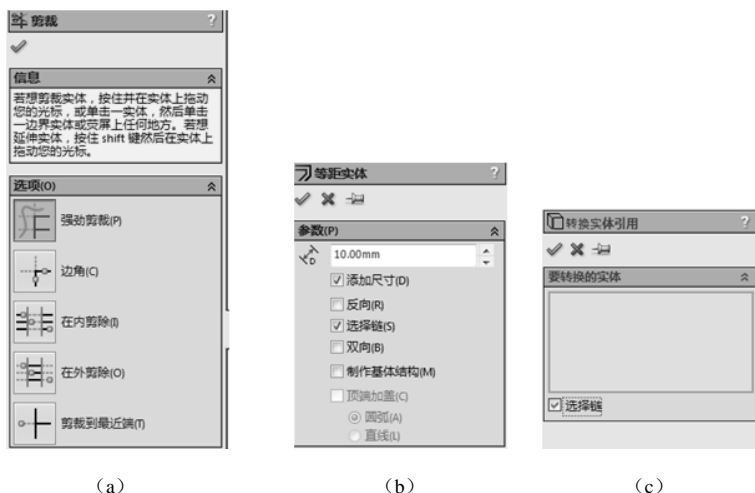 剪裁 ?
信息
若想剪裁实体，按住并在实体上拖动
您的光标，或单击一实体，然后单击
一边界实体或荧屏上任何地方。若想
延伸实体，按住 shift 键然后在实体上
拖动您的光标。
选项(O)
强劲剪裁(P)
边角(C)
在内剪除(I)
在外剪除(O)
剪裁到最近端(T)
（a）
等距实体 ?
参数(P)
D
10.00mm
添加尺寸(D)
反向(R)
选择链(S)
双向(B)
制作基体结构(M)
顶端加盖(C)
圆弧(A)
直线(L)
（b）
转换实体引用 ?
要转换的实体
选择链
（c）